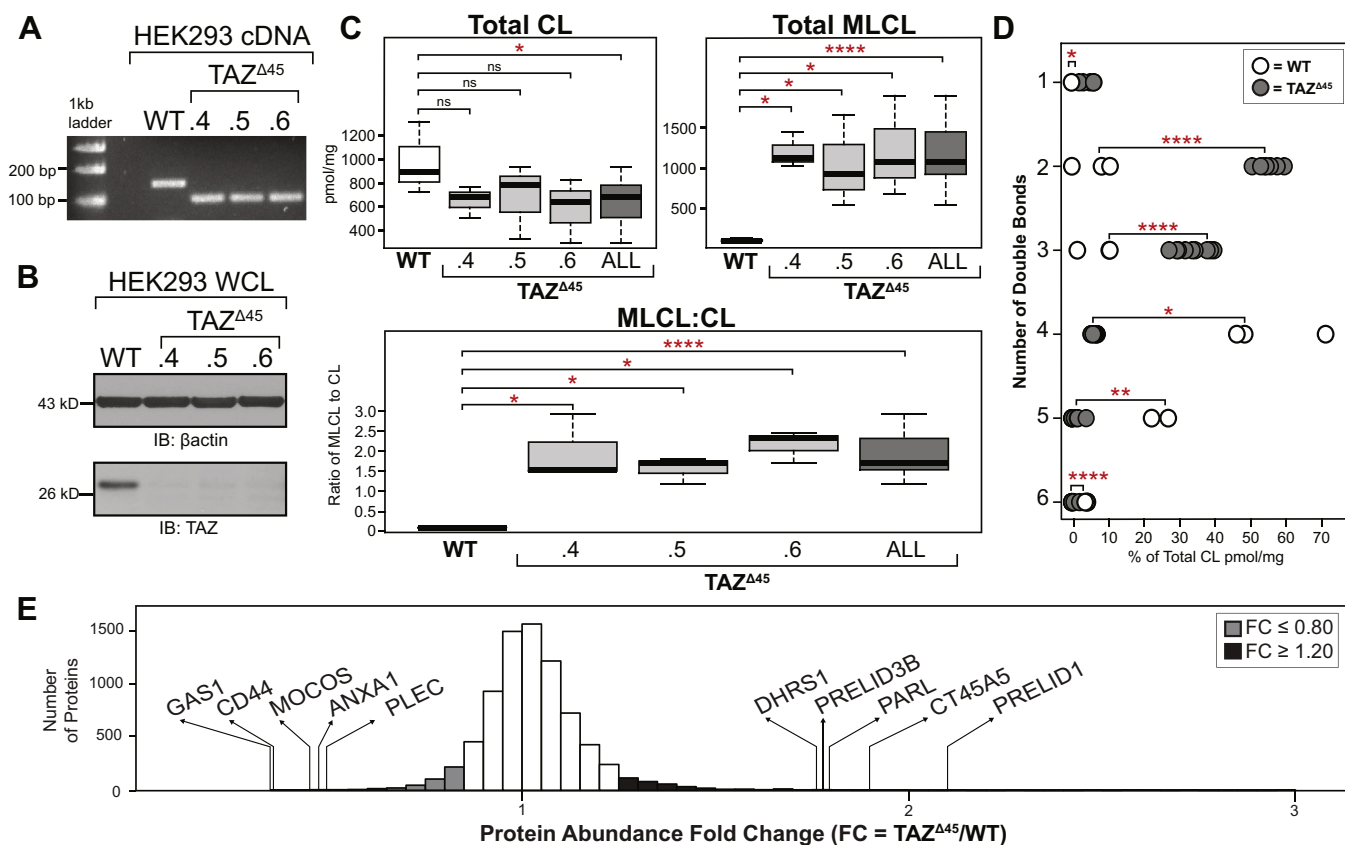 A
HEK293 cDNA
TAZΔ45
1kb
ladder
WT .4 .5 .6
200 bp
100 bp
B
HEK293 WCL
TAZΔ45
WT .4 .5 .6
43 kD
IB: βactin
26 kD
IB: TAZ
C
Total CL
*
ns
ns
ns
pmol/mg
1200
1000
800
600
400
WT .4 .5 .6 ALL
TAZΔ45
Total MLCL
****
*
*
*
1500
1000
500
WT .4 .5 .6 ALL
TAZΔ45
MLCL:CL
****
*
*
*
Ratio of MLCL to CL
3.0
2.5
2.0
1.5
1.0
0.5
0
WT .4 .5 .6 ALL
TAZΔ45
D
= WT
= TAZΔ45
Number of Double Bonds
1
*
2
****
3
****
4
*
5
**
6
****
0 10 20 30 40 50 60 70
% of Total CL pmol/mg
E
FC ≤ 0.80
FC ≥ 1.20
Number
of Proteins
1500
1000
500
0
GAS1
CD44
MOCOS
ANXA1
PLEC
DHRS1
PRELID3B
PARL
CT45A5
PRELID1
1 2 3
Protein Abundance Fold Change (FC = TAZΔ45/WT)